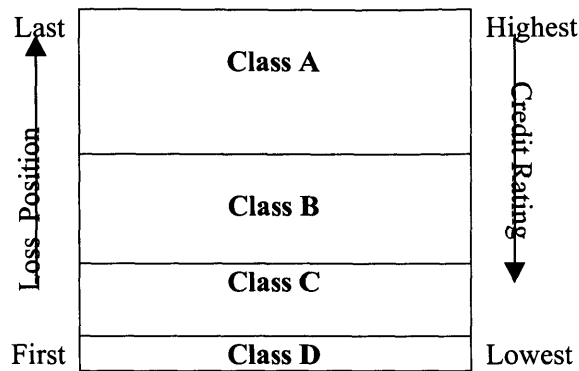 Last
Highest
Class A
Loss Position
Credit Rating
Class B
Class C
First
Class D
Lowest